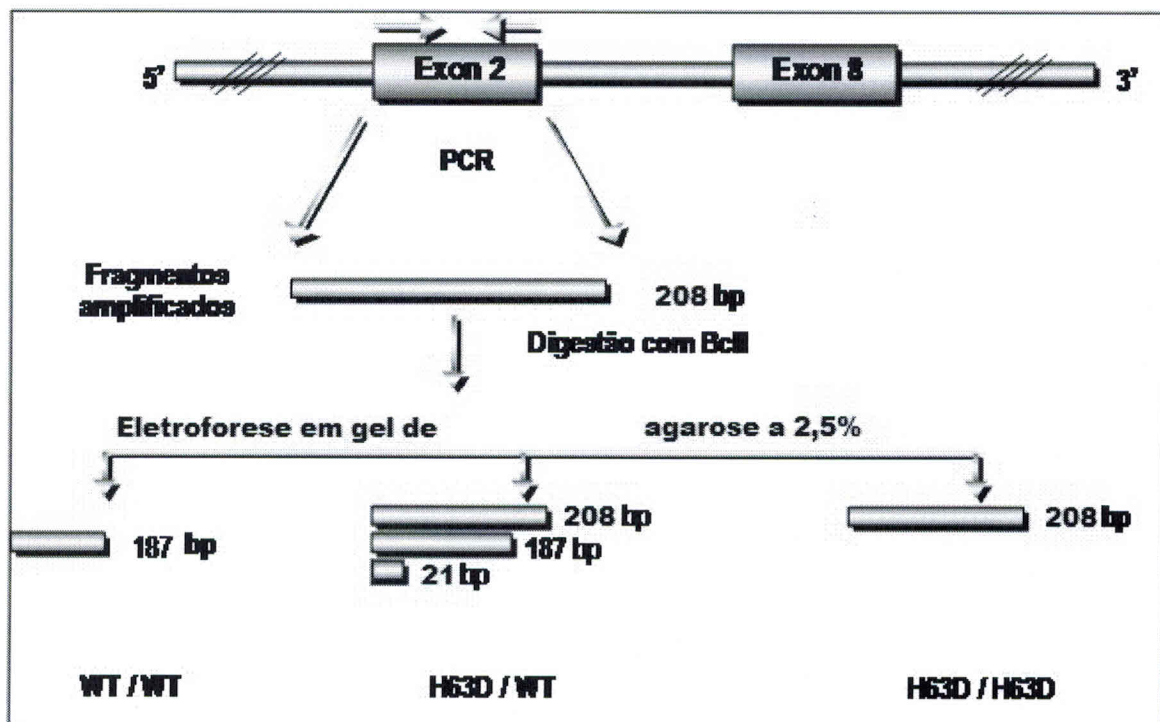 Exon 2
Exon 8
5'
3'
PCR
Fragmentos
amplificados
208 bp
Digestão com BclI
Eletroforese em gel de agarose a 2,5%
208 bp
208 bp
187 bp
187 bp
21 bp
WT / WT
H63D / WT
H63D / H63D